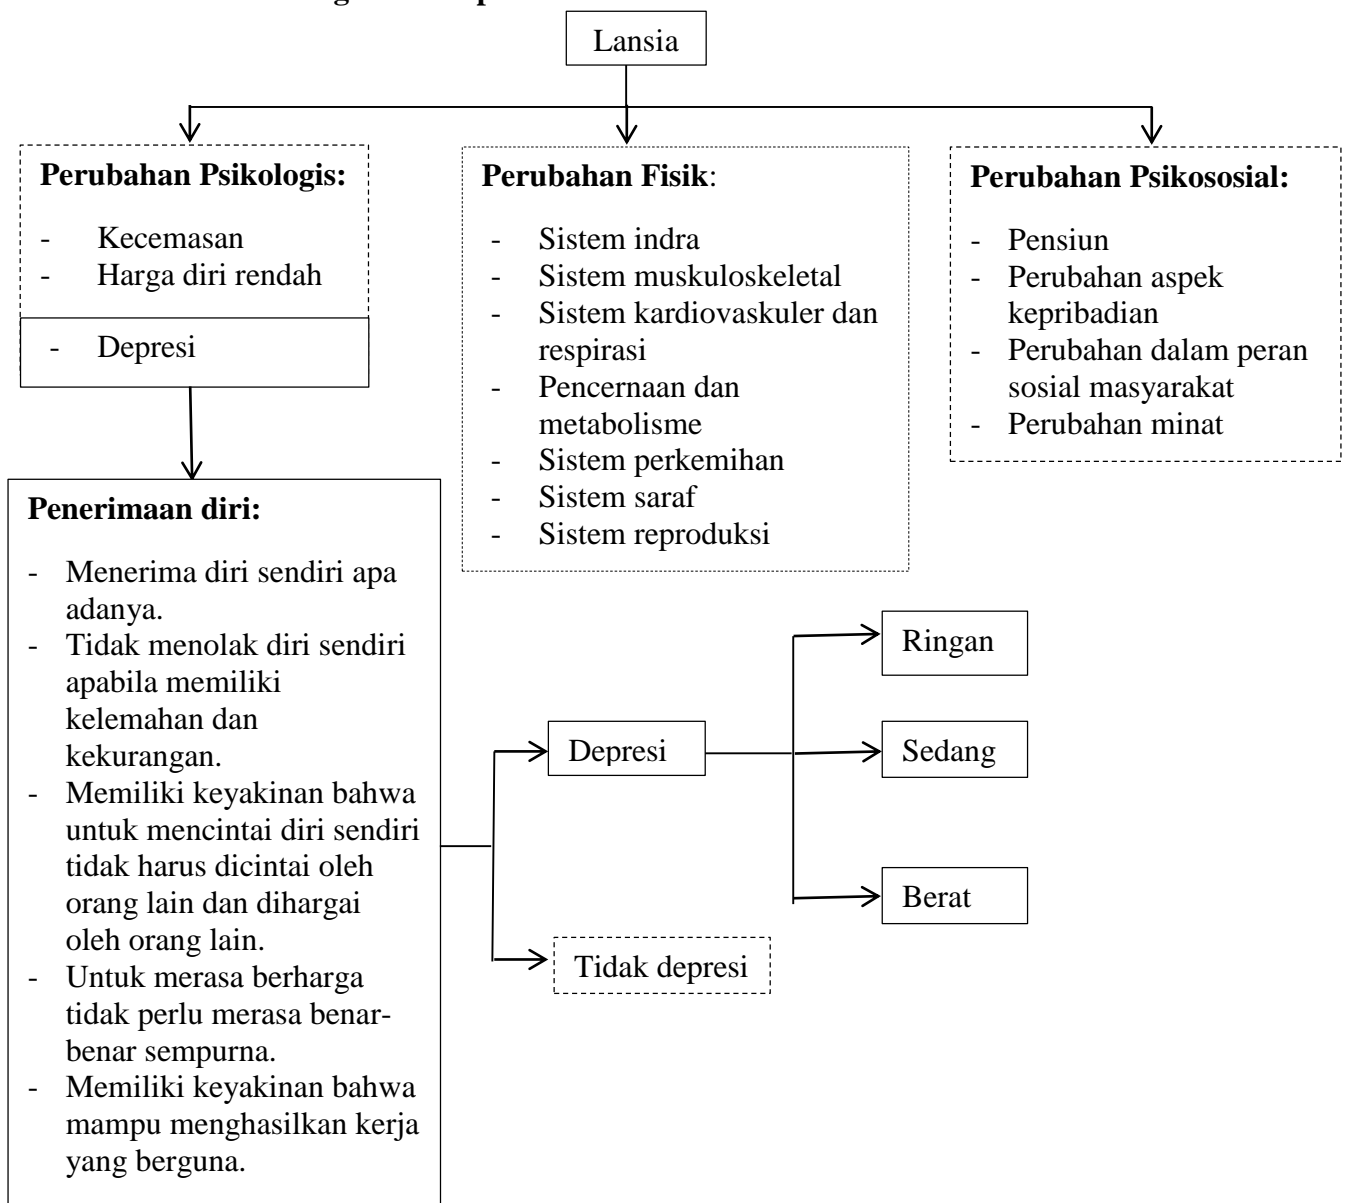 Lansia
Perubahan Psikologis:
- Kecemasan
- Harga diri rendah
- Depresi
Perubahan Fisik:
- Sistem indra
- Sistem muskuloskeletal
- Sistem kardiovaskuler dan
respirasi
- Pencernaan dan
metabolisme
- Sistem perkemihan
- Sistem saraf
- Sistem reproduksi
Perubahan Psikososial:
- Pensiun
- Perubahan aspek
kepribadian
- Perubahan dalam peran
sosial masyarakat
- Perubahan minat
Penerimaan diri:
- Menerima diri sendiri apa
adanya.
- Tidak menolak diri sendiri
apabila memiliki
kelemahan dan
kekurangan.
- Memiliki keyakinan bahwa
untuk mencintai diri sendiri
tidak harus dicintai oleh
orang lain dan dihargai
oleh orang lain.
- Untuk merasa berharga
tidak perlu merasa benar-
benar sempurna.
- Memiliki keyakinan bahwa
mampu menghasilkan kerja
yang berguna.
Depresi
Tidak depresi
Ringan
Sedang
Berat